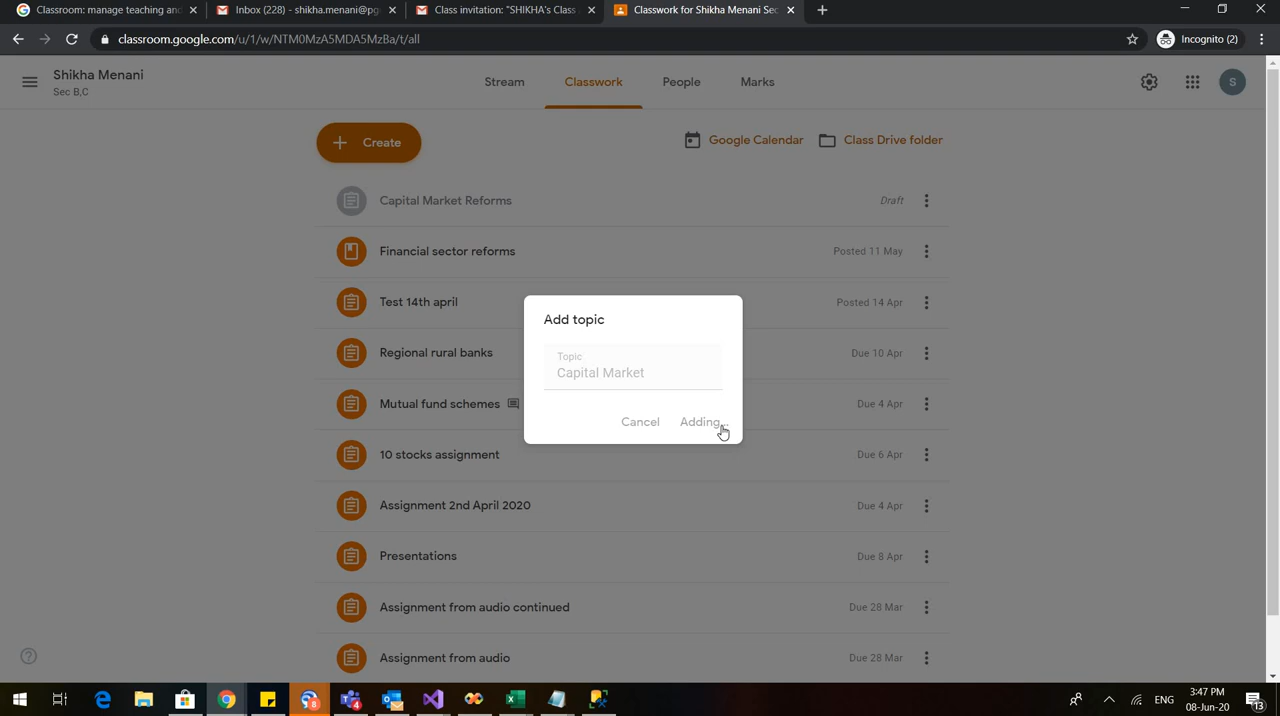 Classroom: manage teaching and
Inbox (228) - shikha.menani@pg
Class invitation: "SHIKHA's Class
Classwork for Shikha Menani Sec
classroom.google.com/u/1/w/NTM0MzA5MDA5MzBa/t/all
Incognito (2)
Shikha Menani
Sec B,C
Stream
Classwork
People
Marks
S
Create
Google Calendar
Class Drive folder
Capital Market Reforms
Draft
Financial sector reforms
Posted 11 May
Test 14th april
Posted 14 Apr
Add topic
Topic
Capital Market
Cancel
Adding...
Regional rural banks
Due 10 Apr
Mutual fund schemes
Due 4 Apr
10 stocks assignment
Due 6 Apr
Assignment 2nd April 2020
Due 4 Apr
Presentations
Due 8 Apr
Assignment from audio continued
Due 28 Mar
Assignment from audio
Due 28 Mar
8
4
ENG
3:47 PM
08-Jun-20